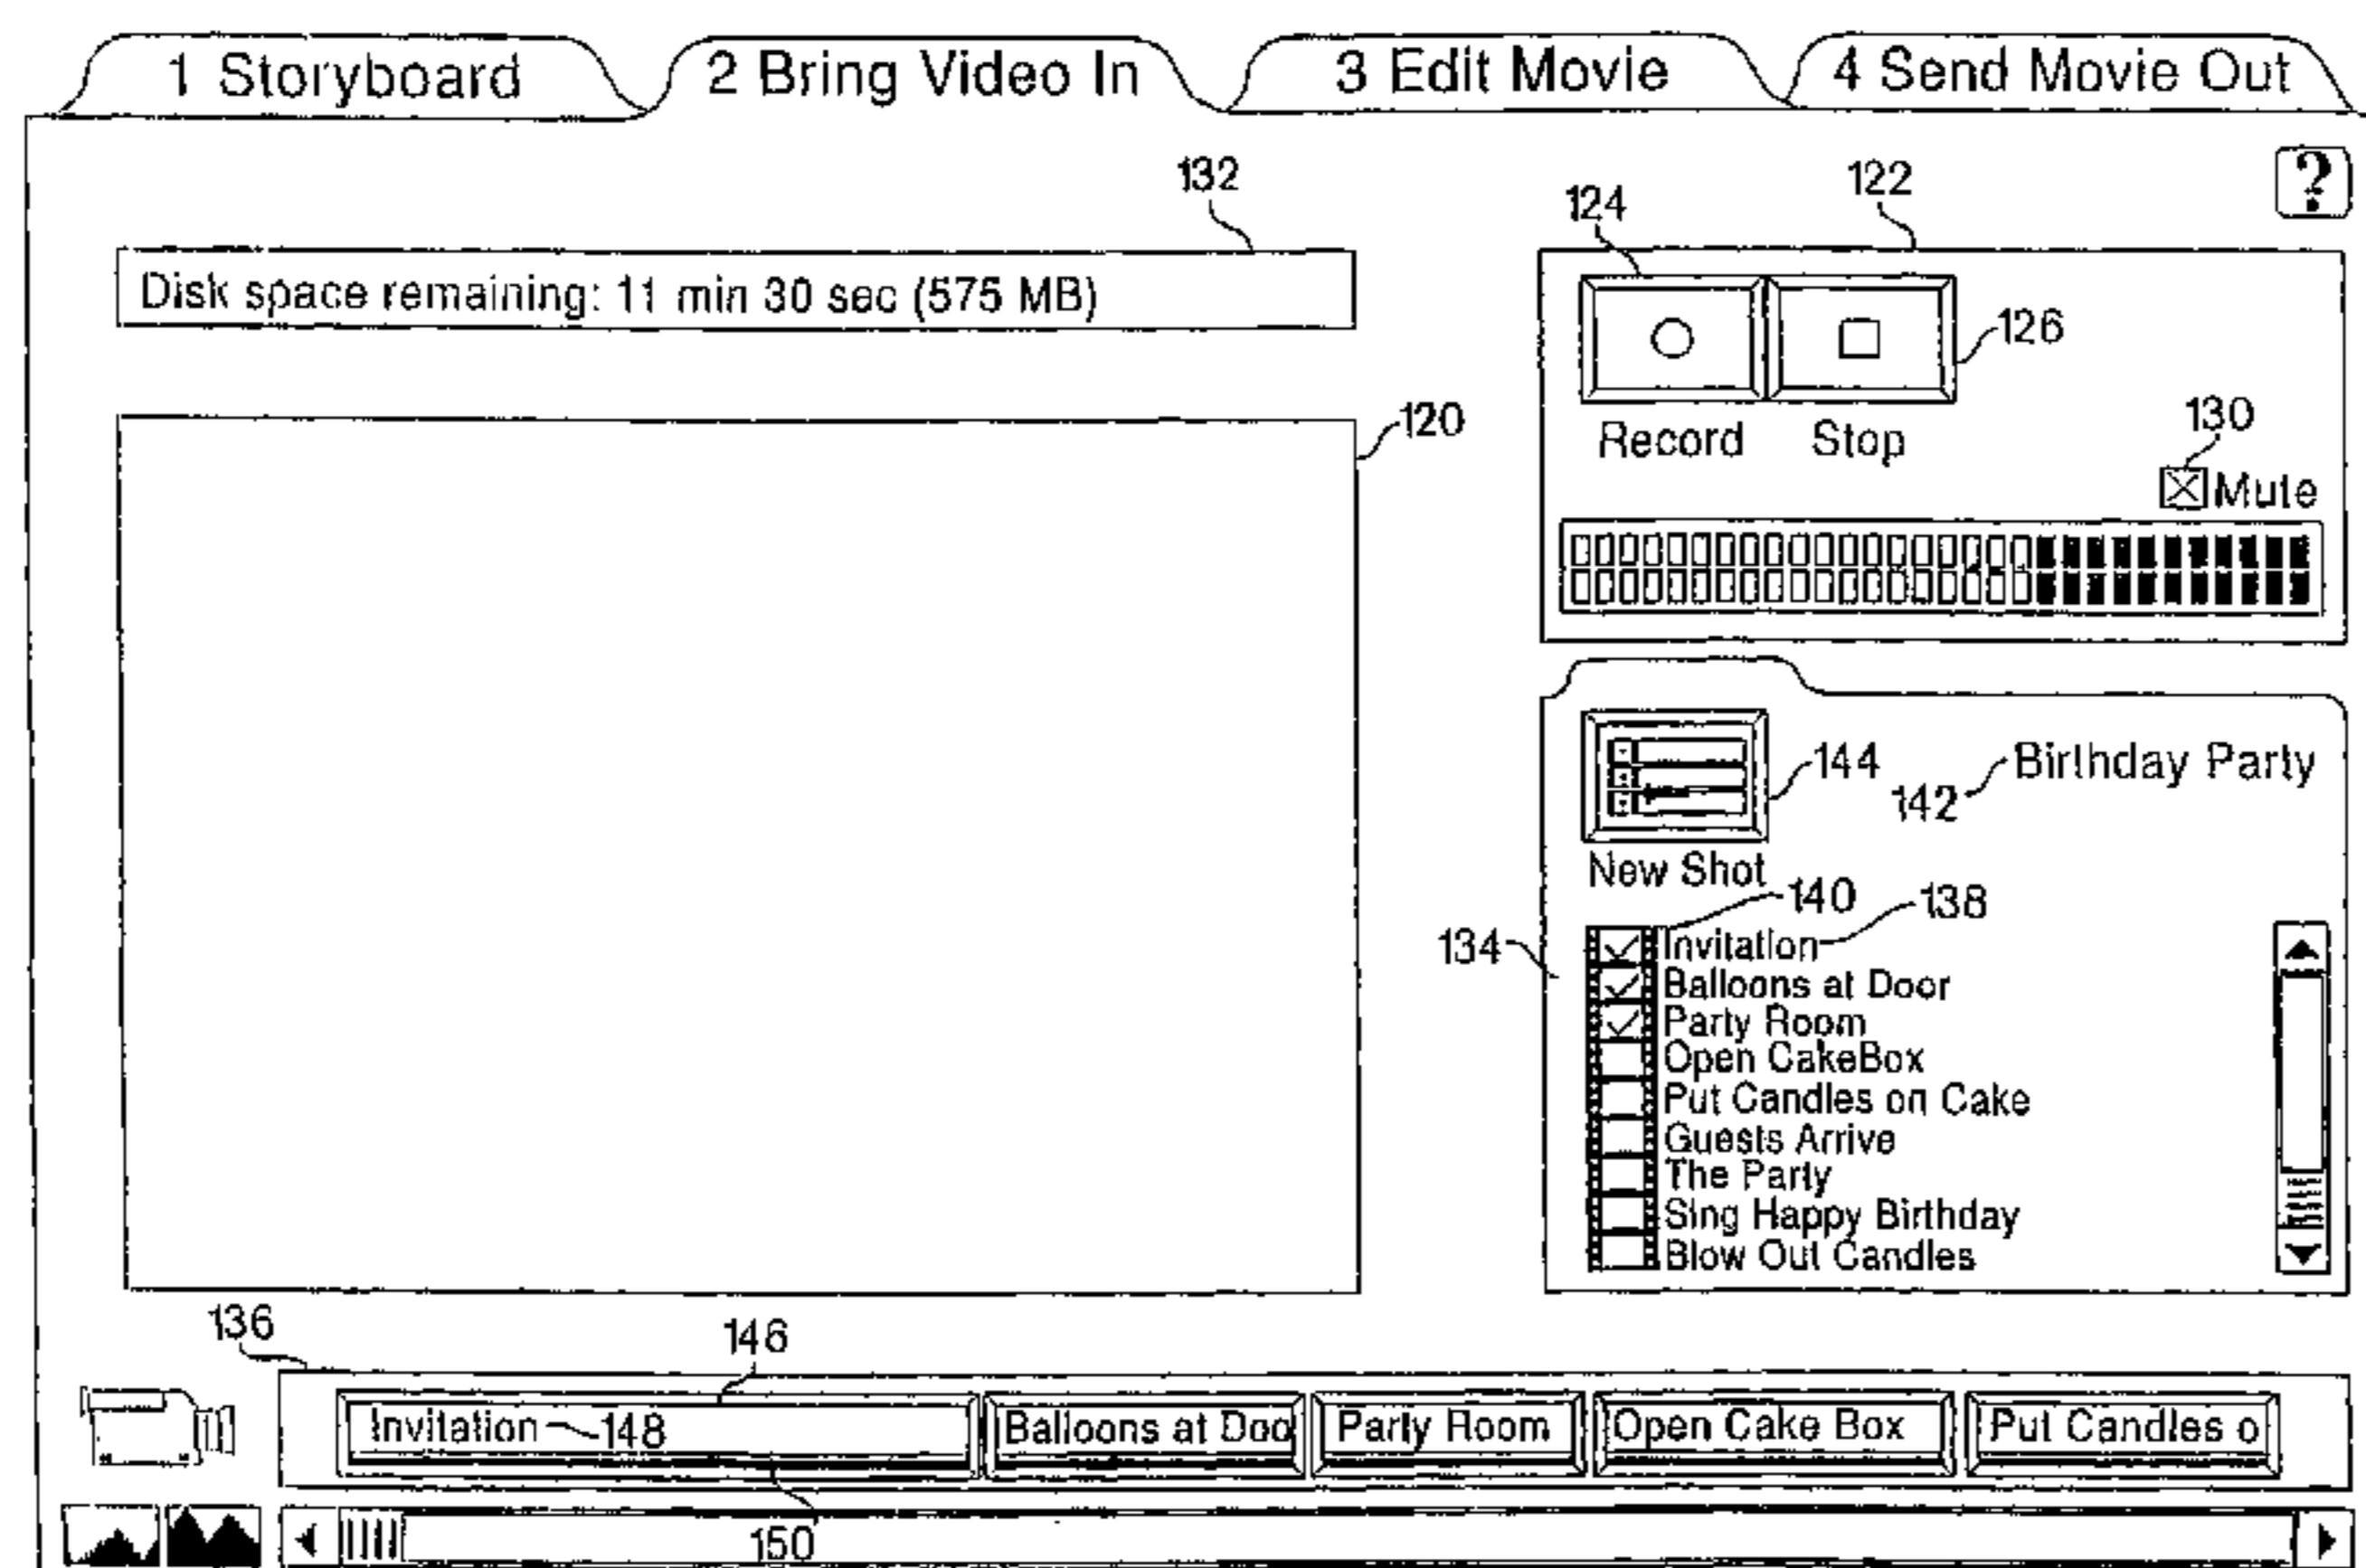 1 Storyboard
2 Bring Video In
3 Edit Movie
4 Send Movie Out
?
132
124
122
Disk space remaining: 11 min 30 sec (575 MB)
126
120
Record
Stop
130
Mute
144
142
Birthday Party
New Shot
140
138
134
Invitation
Balloons at Door
Party Room
Open CakeBox
Put Candles on Cake
Guests Arrive
The Party
Sing Happy Birthday
Blow Out Candles
136
146
Invitation
148
Balloons at Doo
Party Room
Open Cake Box
Put Candles o
150